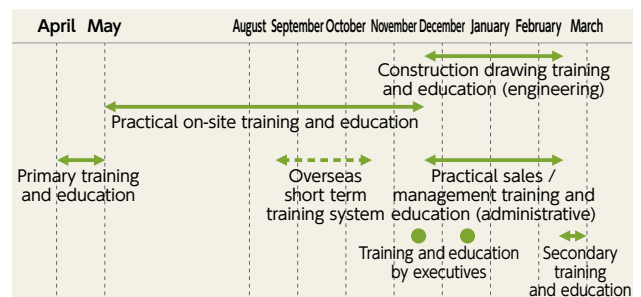 April May August September October November December January February March
Construction drawing training
and education (engineering)
Practical on-site training and education
Primary training
and education
Overseas
short term
training system
Practical sales /
management training and
education (administrative)
Training and education
by executives
Secondary
training
and education